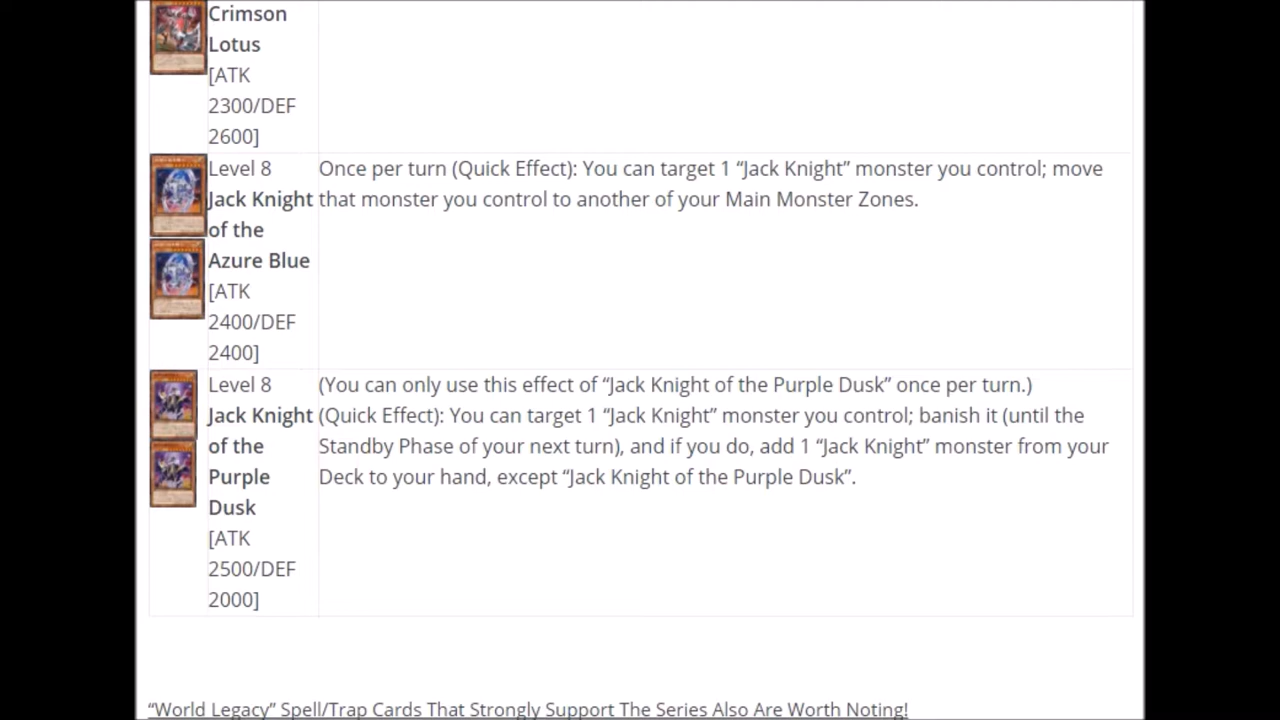 Crimson
Lotus
[ATK
2300/DEF
2600]
Level 8
Jack Knight
of the
Azure Blue
[ATK
2400/DEF
2400]
Once per turn (Quick Effect): You can target 1 “Jack Knight” monster you control; move
that monster you control to another of your Main Monster Zones.
Level 8
Jack Knight
of the
Purple
Dusk
[ATK
2500/DEF
2000]
(You can only use this effect of “Jack Knight of the Purple Dusk” once per turn.)
(Quick Effect): You can target 1 “Jack Knight” monster you control; banish it (until the
Standby Phase of your next turn), and if you do, add 1 “Jack Knight” monster from your
Deck to your hand, except “Jack Knight of the Purple Dusk”.
“World Legacy” Spell/Trap Cards That Strongly Support The Series Also Are Worth Noting!